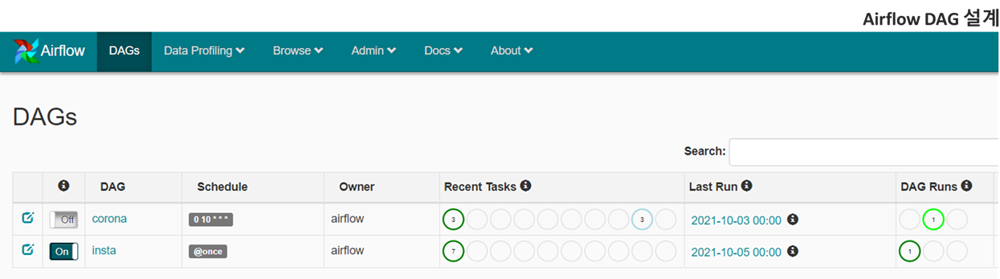 Airflow DAG 설계
Airflow DAGs Data Profiling Browse Admin Docs About
DAGs
Search:
DAG Schedule Owner Recent Tasks Last Run DAG Runs
Off corona 0 10 * * * airflow 3 3 2021-10-03 00:00 1
On insta @once airflow 7 2021-10-05 00:00 1